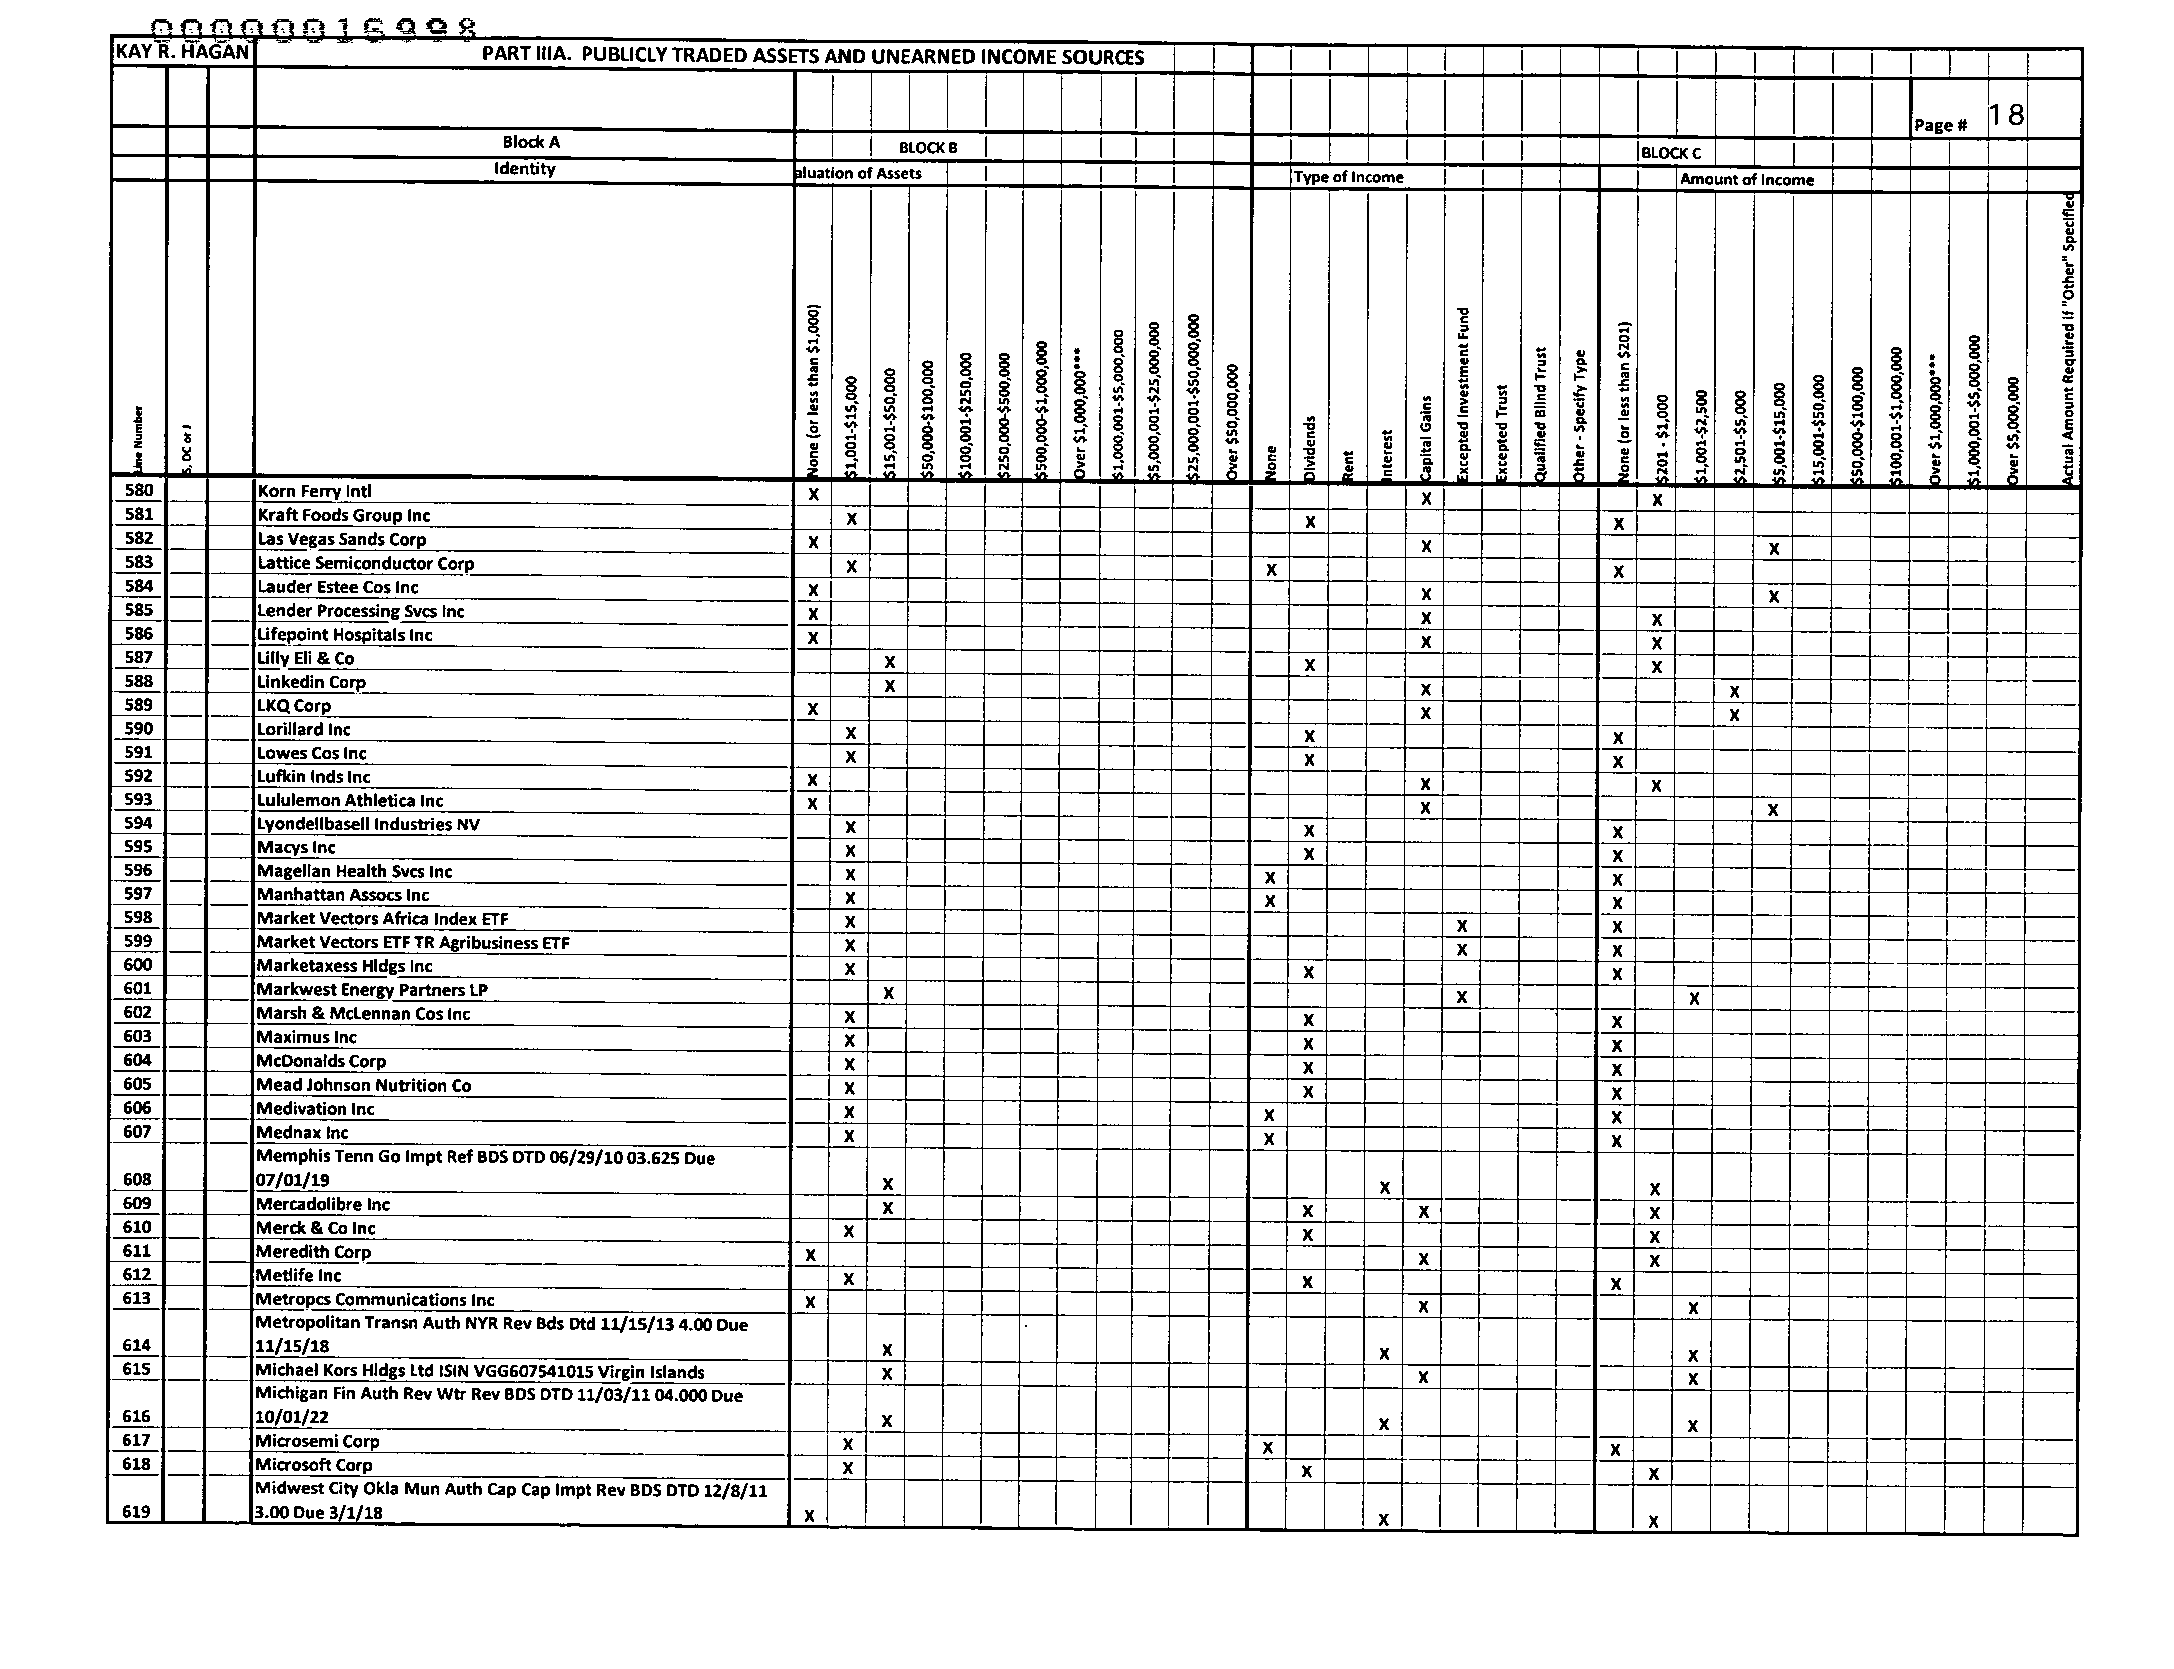 000000015998
KAY R. HAGAN PART IIIA. PUBLICLY TRADED ASSETS AND UNEARNED INCOME SOURCES
Page # 18
Block A BLOCK B BLOCK C
Identity aluation of Assets Type of Income Amount of Income
Line Number
S, DC or J
None (or less than $1,000)
$1,001-$15,000
$15,001-$50,000
$50,000-$100,000
$100,001-$250,000
$250,000-$500,000
$500,000-$1,000,000
Over $1,000,000***
$1,000,001-$5,000,000
$5,000,001-$25,000,000
$25,000,001-$50,000,000
Over $50,000,000
None
Dividends
Rent
Interest
Capital Gains
Excepted Investment Fund
Excepted Trust
Qualified Blind Trust
Other - Specify Type
None (or less than $201)
$201 - $1,000
$1,001-$2,500
$2,501-$5,000
$5,001-$15,000
$15,001-$50,000
$50,000-$100,000
$100,001-$1,000,000
Over $1,000,000***
$1,000,001-$5,000,000
Over $5,000,000
Actual Amount Required if "Other" Specified
580 Korn Ferry Intl X X X
581 Kraft Foods Group Inc X X X
582 Las Vegas Sands Corp X X X
583 Lattice Semiconductor Corp X X X
584 Lauder Estee Cos Inc X X X
585 Lender Processing Svcs Inc X X X
586 Lifepoint Hospitals Inc X X X
587 Lilly Eli & Co X X X
588 Linkedin Corp X X X
589 LKQ Corp X X X
590 Lorillard Inc X X X
591 Lowes Cos Inc X X X
592 Lufkin Inds Inc X X X
593 Lululemon Athletica Inc X X X
594 Lyondellbasell Industries NV X X X
595 Macys Inc X X X
596 Magellan Health Svcs Inc X X X
597 Manhattan Assocs Inc X X X
598 Market Vectors Africa Index ETF X X X
599 Market Vectors ETF TR Agribusiness ETF X X X
600 Marketaxess Hldgs Inc X X X
601 Markwest Energy Partners LP X X X
602 Marsh & McLennan Cos Inc X X X
603 Maximus Inc X X X
604 McDonalds Corp X X X
605 Mead Johnson Nutrition Co X X X
606 Medivation Inc X X X
607 Mednax Inc X X X
Memphis Tenn Go Impt Ref BDS DTD 06/29/10 03.625 Due
608 07/01/19 X X X
609 Mercadolibre Inc X X X X
610 Merck & Co Inc X X X
611 Meredith Corp X X X
612 Metlife Inc X X X
613 Metropcs Communications Inc X X X
Metropolitan Transn Auth NYR Rev Bds Dtd 11/15/13 4.00 Due
614 11/15/18 X X X
615 Michael Kors Hldgs Ltd ISIN VGG607541015 Virgin Islands X X X
Michigan Fin Auth Rev Wtr Rev BDS DTD 11/03/11 04.000 Due
616 10/01/22 X X X
617 Microsemi Corp X X X
618 Microsoft Corp X X X
Midwest City Okla Mun Auth Cap Cap Impt Rev BDS DTD 12/8/11
619 3.00 Due 3/1/18 X X X